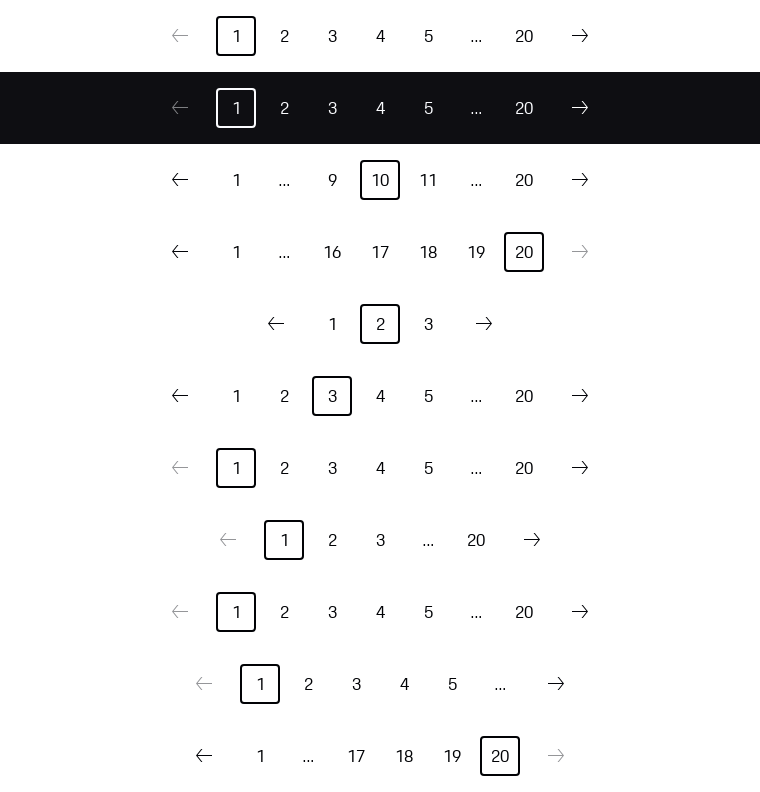 ← 1 2 3 4 5 ... 20 →
← 1 2 3 4 5 ... 20 →
← 1 ... 9 10 11 ... 20 →
← 1 ... 16 17 18 19 20 →
← 1 2 3 →
← 1 2 3 4 5 ... 20 →
← 1 2 3 4 5 ... 20 →
← 1 2 3 ... 20 →
← 1 2 3 4 5 ... 20 →
← 1 2 3 4 5 ... →
← 1 ... 17 18 19 20 →